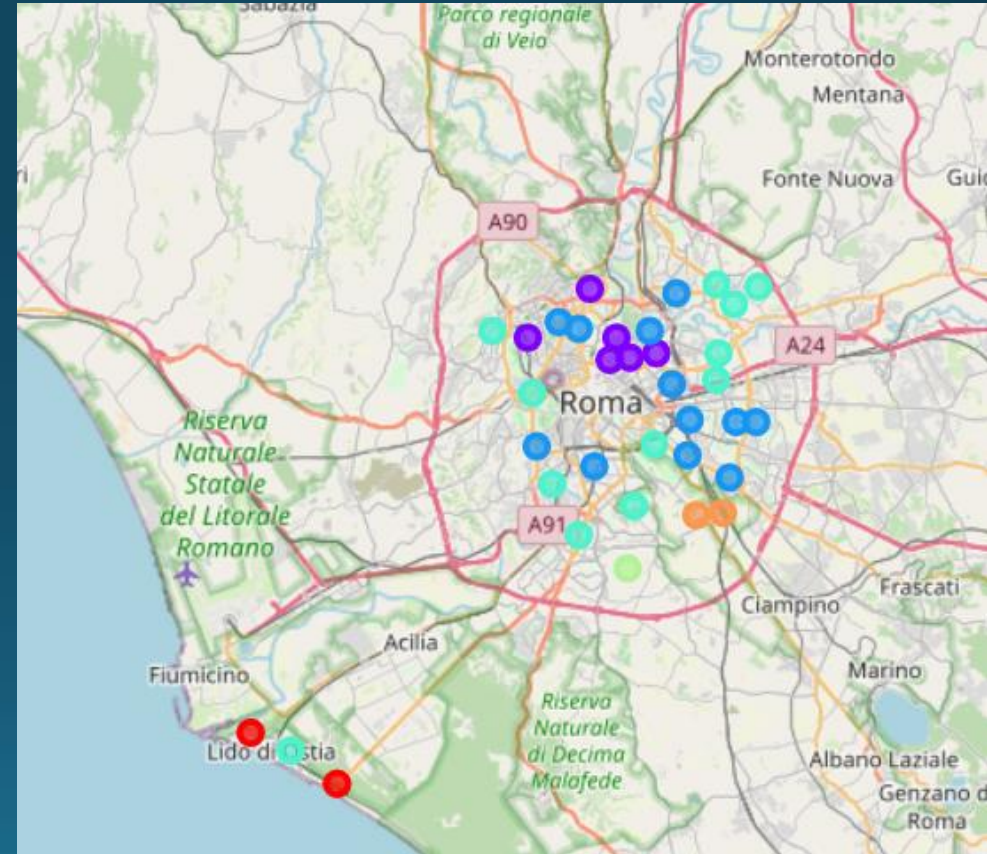 Parco regionale
di Veio
Monterotondo
Mentana
Fonte Nuova
A90
A24
Roma
Riserva
Naturale
Statale
del Litorale
Romano
A91
Frascati
Ciampino
Acilia
Fiumicino
Marino
Riserva
Naturale
di Decima
Malafede
Lido di Ostia
Albano Laziale
Genzano d
Roma